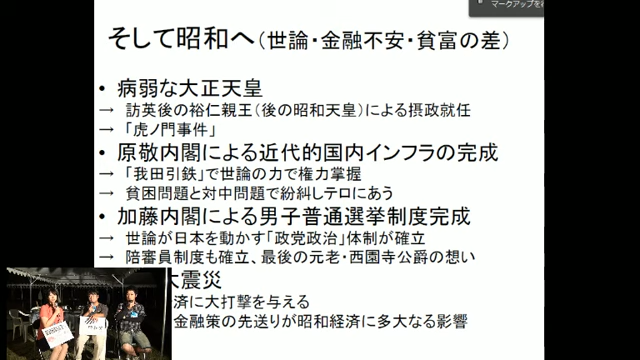 マークアップを
そして昭和へ(世論・金融不安・貧富の差)
• 病弱な大正天皇
→ 訪英後の裕仁親王(後の昭和天皇)による摂政就任
→ 「虎ノ門事件」
• 原敬内閣による近代的国内インフラの完成
→ 「我田引鉄」で世論の力で権力掌握
→ 貧困問題と対中問題で紛糾しテロにあう
• 加藤内閣による男子普通選挙制度完成
→ 世論が日本を動かす「政党政治」体制が確立
→ 陪審員制度も確立、最後の元老・西園寺公爵の想い
大震災
済に大打撃を与える
金融策の先送りが昭和経済に多大なる影響